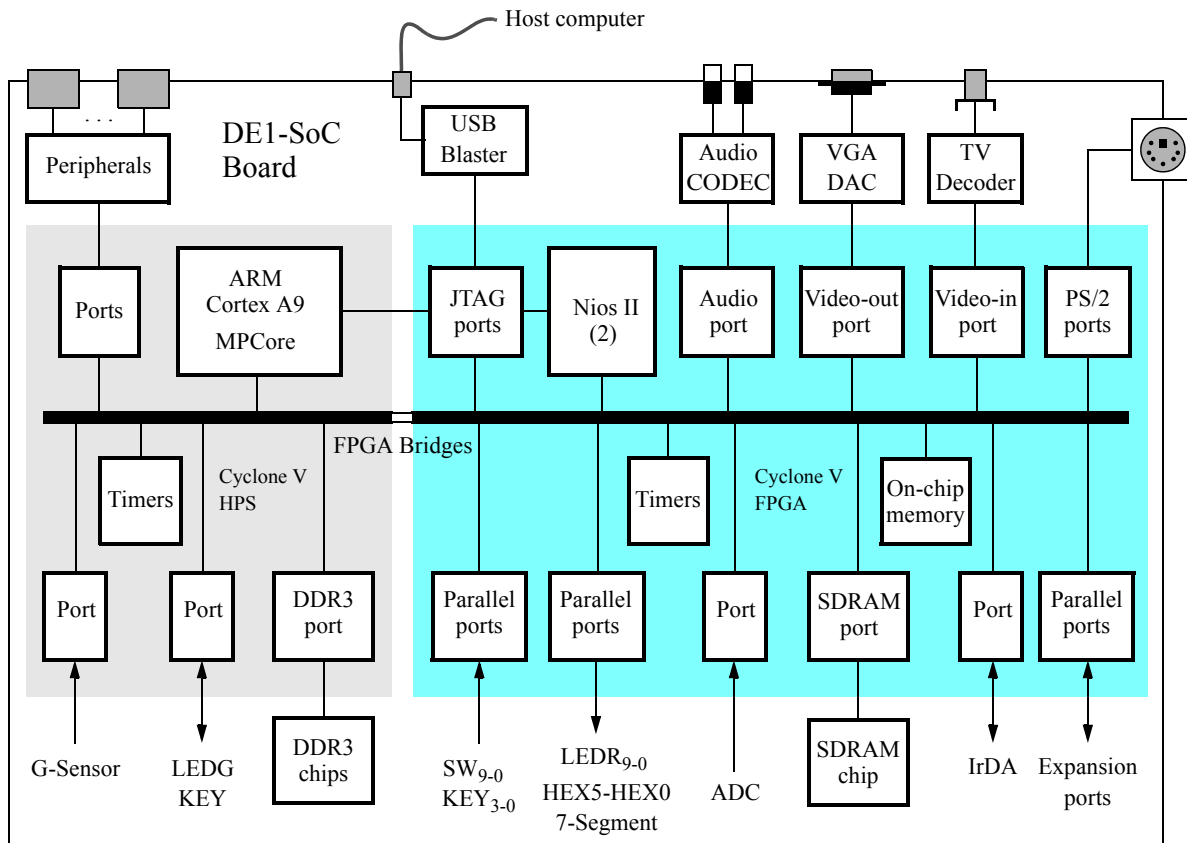 Host computer
DE1-SoC
Board
. . .
Peripherals
USB
Blaster
Audio
CODEC
VGA
DAC
TV
Decoder
Ports
ARM
Cortex A9
MPCore
JTAG
ports
Nios II
(2)
Audio
port
Video-out
port
Video-in
port
PS/2
ports
FPGA Bridges
Timers
Cyclone V
HPS
Timers
Cyclone V
FPGA
On-chip
memory
Port
Port
DDR3
port
Parallel
ports
Parallel
ports
Port
SDRAM
port
Port
Parallel
ports
G-Sensor
LEDG
KEY
DDR3
chips
SW9-0
KEY3-0
LEDR9-0
HEX5-HEX0
7-Segment
ADC
SDRAM
chip
IrDA
Expansion
ports